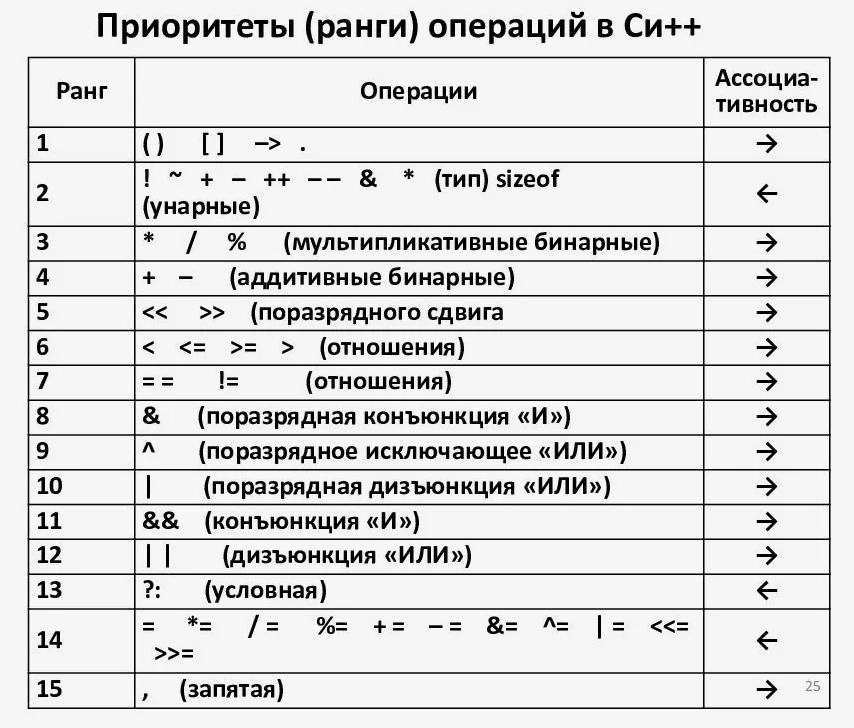 Приоритеты (ранги) операций в Си++
Ранг Операции Ассоциа-
тивность
1 ( ) [ ] –> . →
2 ! ~ + – ++ – – & * (тип) sizeof
(унарные) ←
3 * / % (мультипликативные бинарные) →
4 + – (аддитивные бинарные) →
5 << >> (поразрядного сдвига →
6 < <= >= > (отношения) →
7 = = != (отношения) →
8 & (поразрядная конъюнкция «И») →
9 ^ (поразрядное исключающее «ИЛИ») →
10 | (поразрядная дизъюнкция «ИЛИ») →
11 && (конъюнкция «И») →
12 | | (дизъюнкция «ИЛИ») →
13 ?: (условная) ←
14 = *= / = %= + = – = &= ^= | = <<=
>>= ←
15 , (запятая) → 25